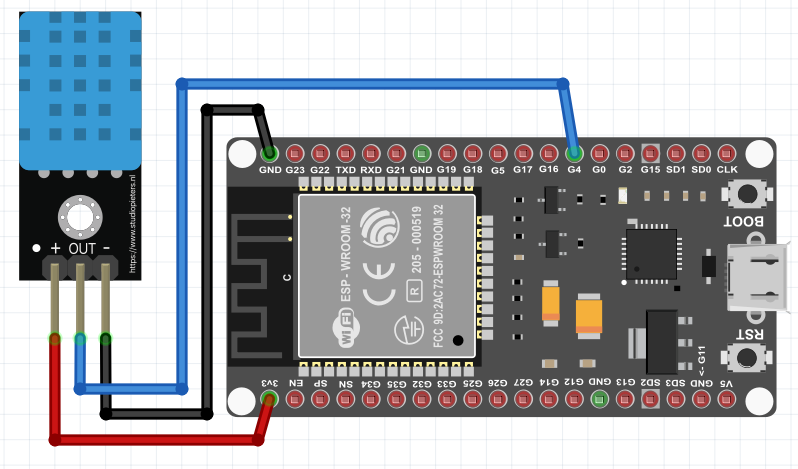 https://www.studiopieters.nl
+ OUT -
GND G23 G22 TXD RXD G21 GND G19 G18 G5 G17 G16 G4 G0 G2 G15 SD1 SD0 CLK
BOOT
C
WiFi
ESP - WROOM-32
CE
R
205 - 000519
FCC 9D:2AC72-ESPWROOM 32
RST
<- G11
3v3 EN SP SN G34 G35 G32 G33 G25 G26 G27 G14 G12 GND G13 SD2 SD3 GND V5